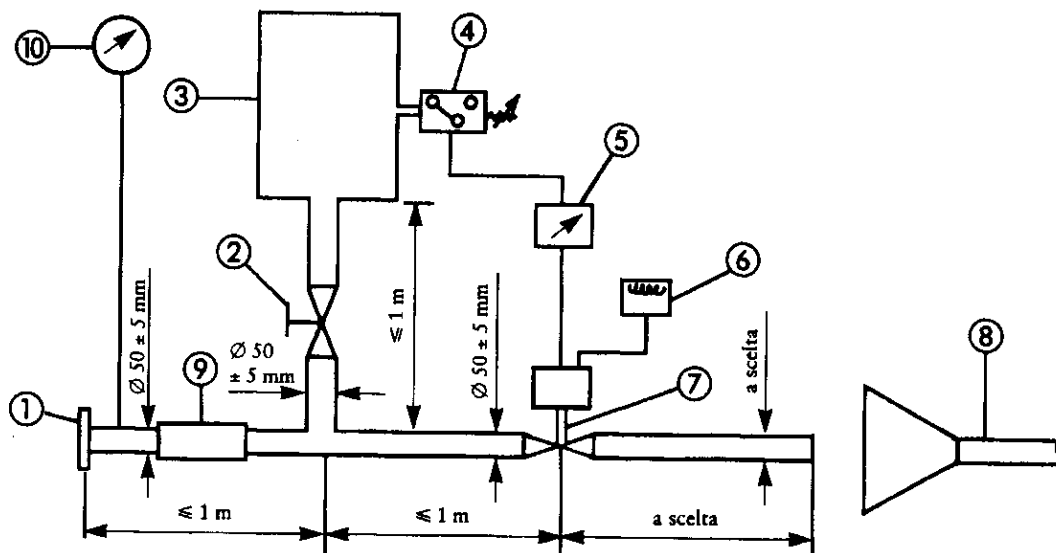 10
3
4
5
2
6
≤ 1 m
Ø 50 ± 5 mm
Ø 50
± 5 mm
Ø 50 ± 5 mm
a scelta
9
7
8
1
≤ 1 m
≤ 1 m
a scelta